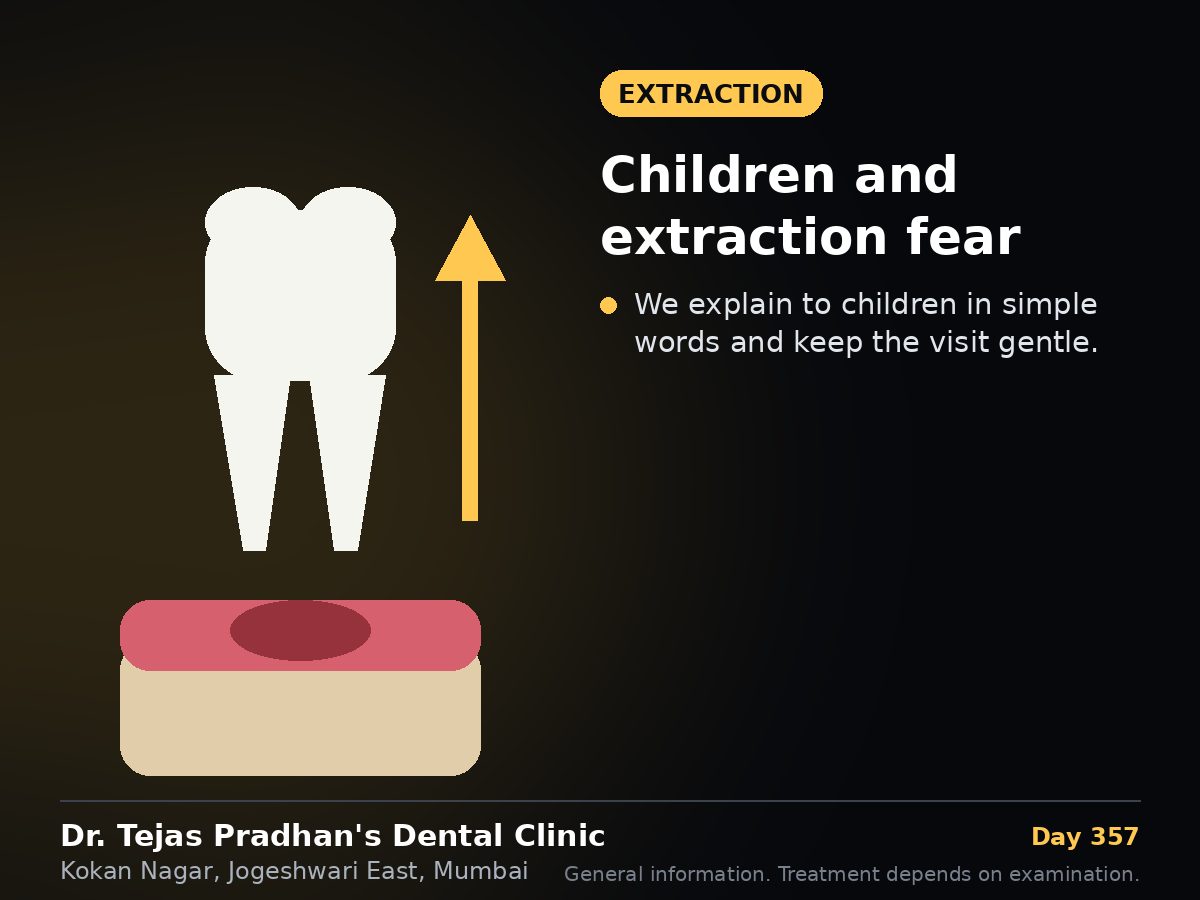 EXTRACTION
Children and
extraction fear
We explain to children in simple
words and keep the visit gentle.
Dr. Tejas Pradhan's Dental Clinic
Day 357
Kokan Nagar, Jogeshwari East, Mumbai
General information. Treatment depends on examination.